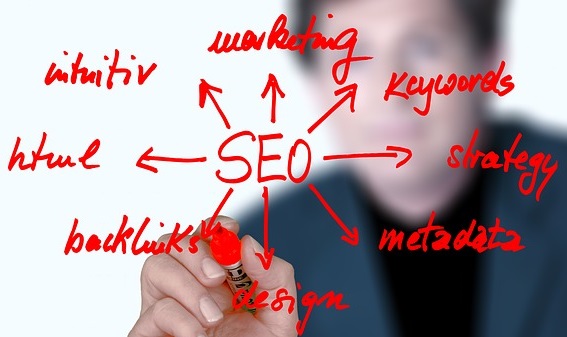 marketing
intuitiv
keywords
html
SEO
strategy
backlinks
metadata
design